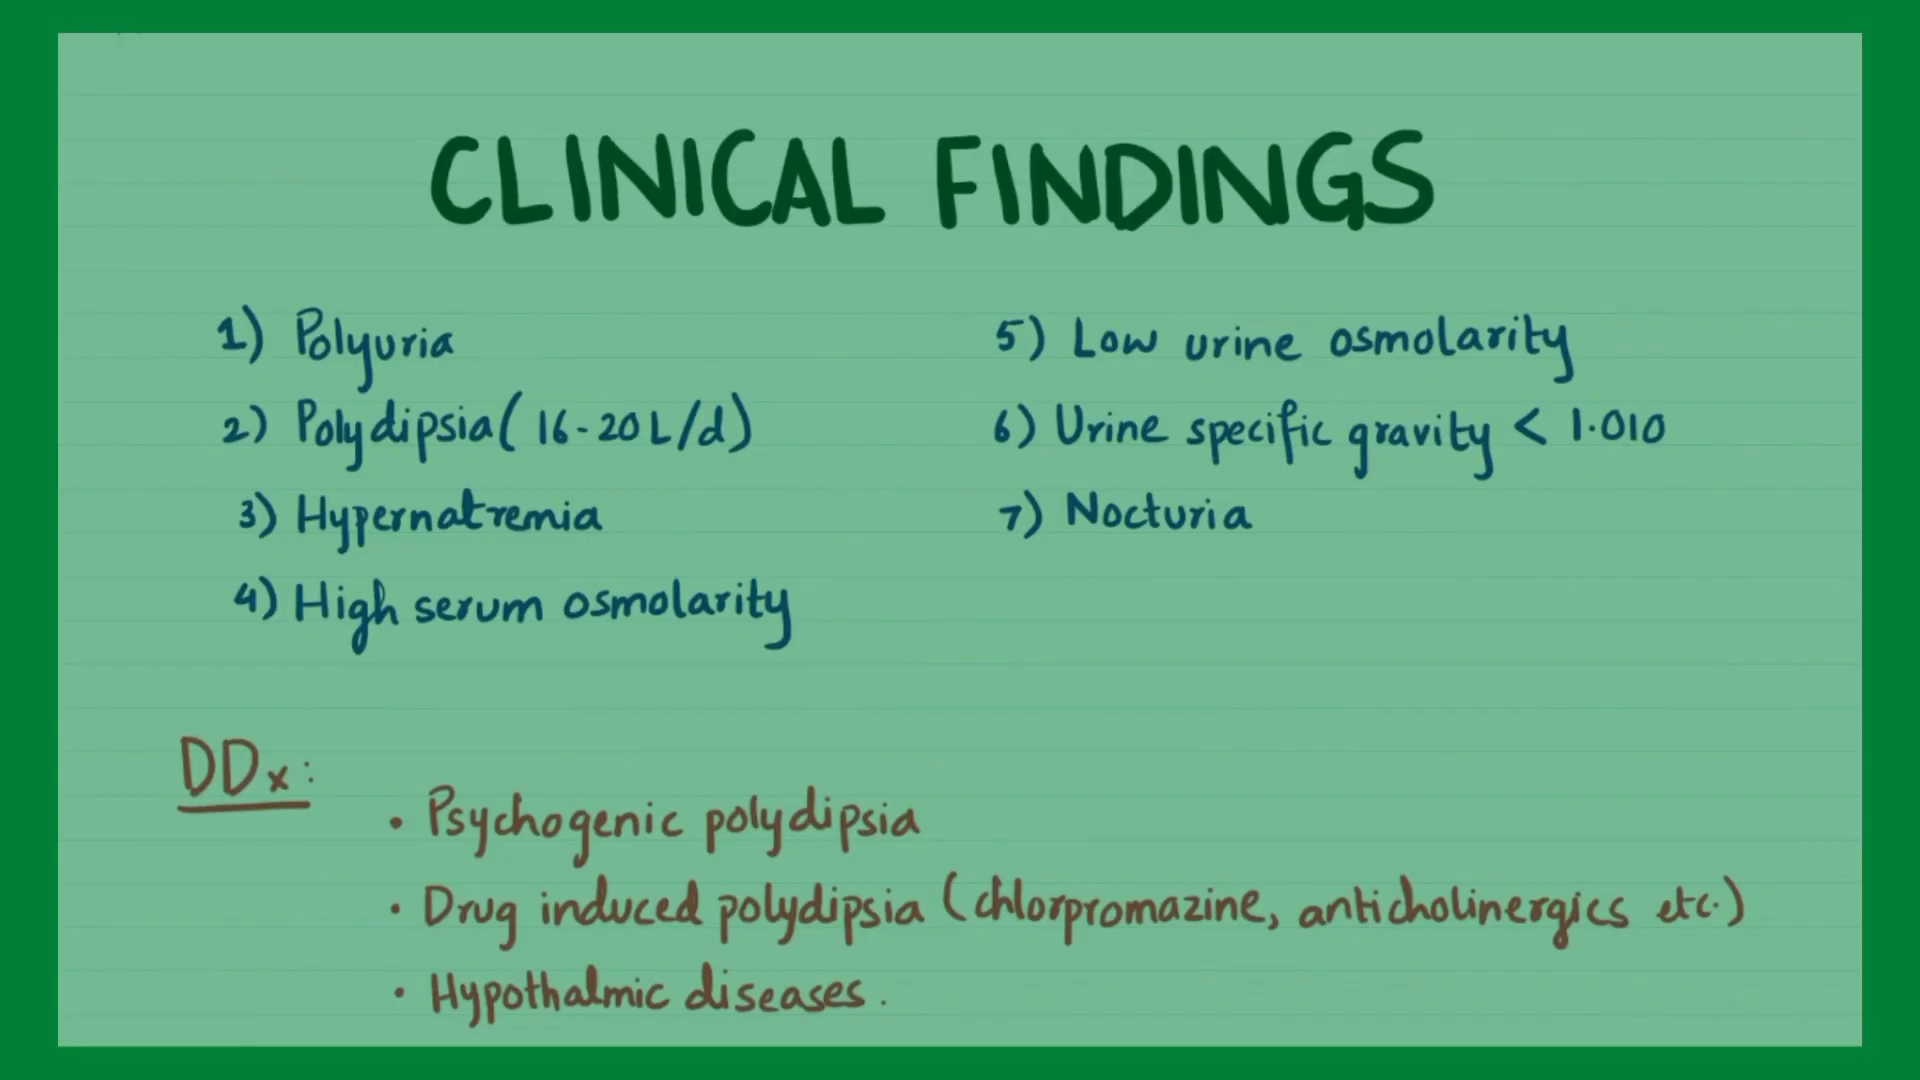 CLINICAL FINDINGS
1) Polyuria
2) Polydipsia (16-20 L/d)
3) Hypernatremia
4) High serum osmolarity
5) Low urine osmolarity
6) Urine specific gravity < 1.010
7) Nocturia
DDx:
• Psychogenic polydipsia
• Drug induced polydipsia (chlorpromazine, anticholinergics etc.)
• Hypothalmic diseases.